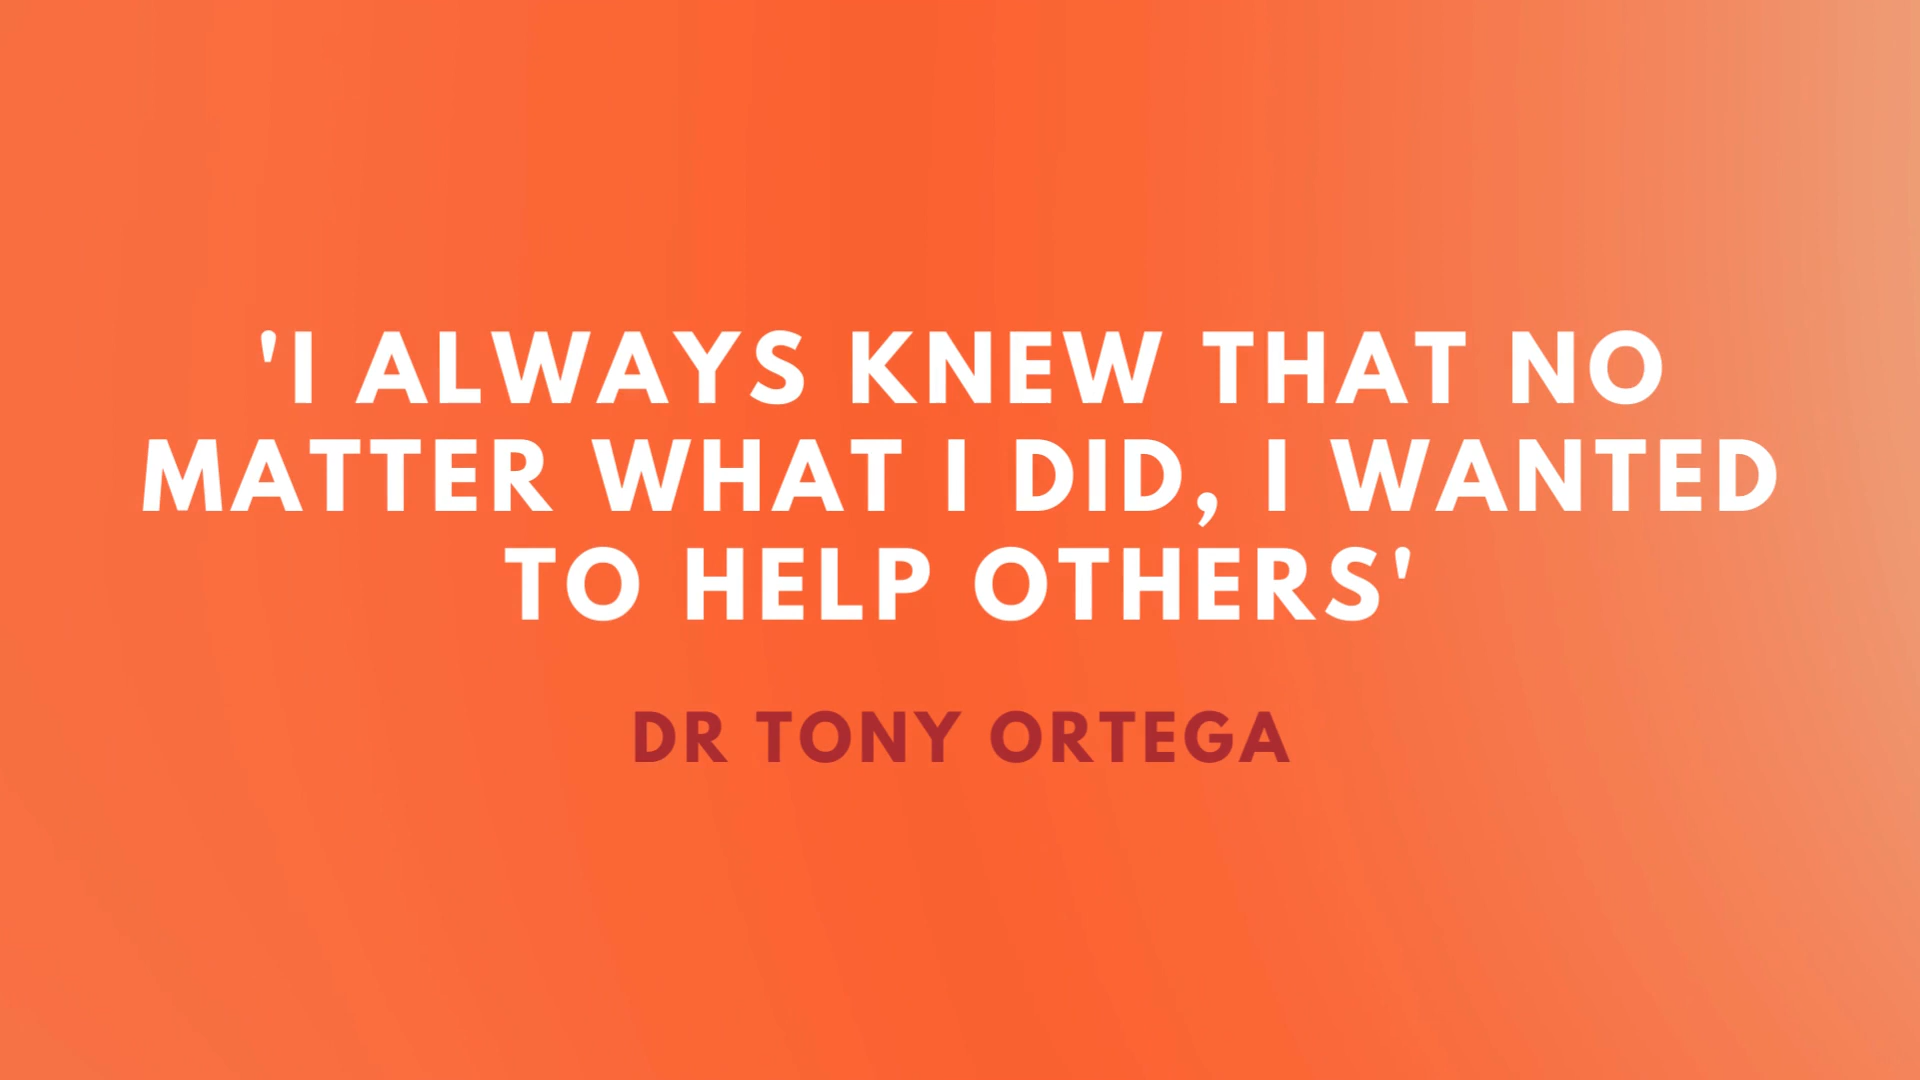 'I ALWAYS KNEW THAT NO
MATTER WHAT I DID, I WANTED
TO HELP OTHERS'
DR TONY ORTEGA